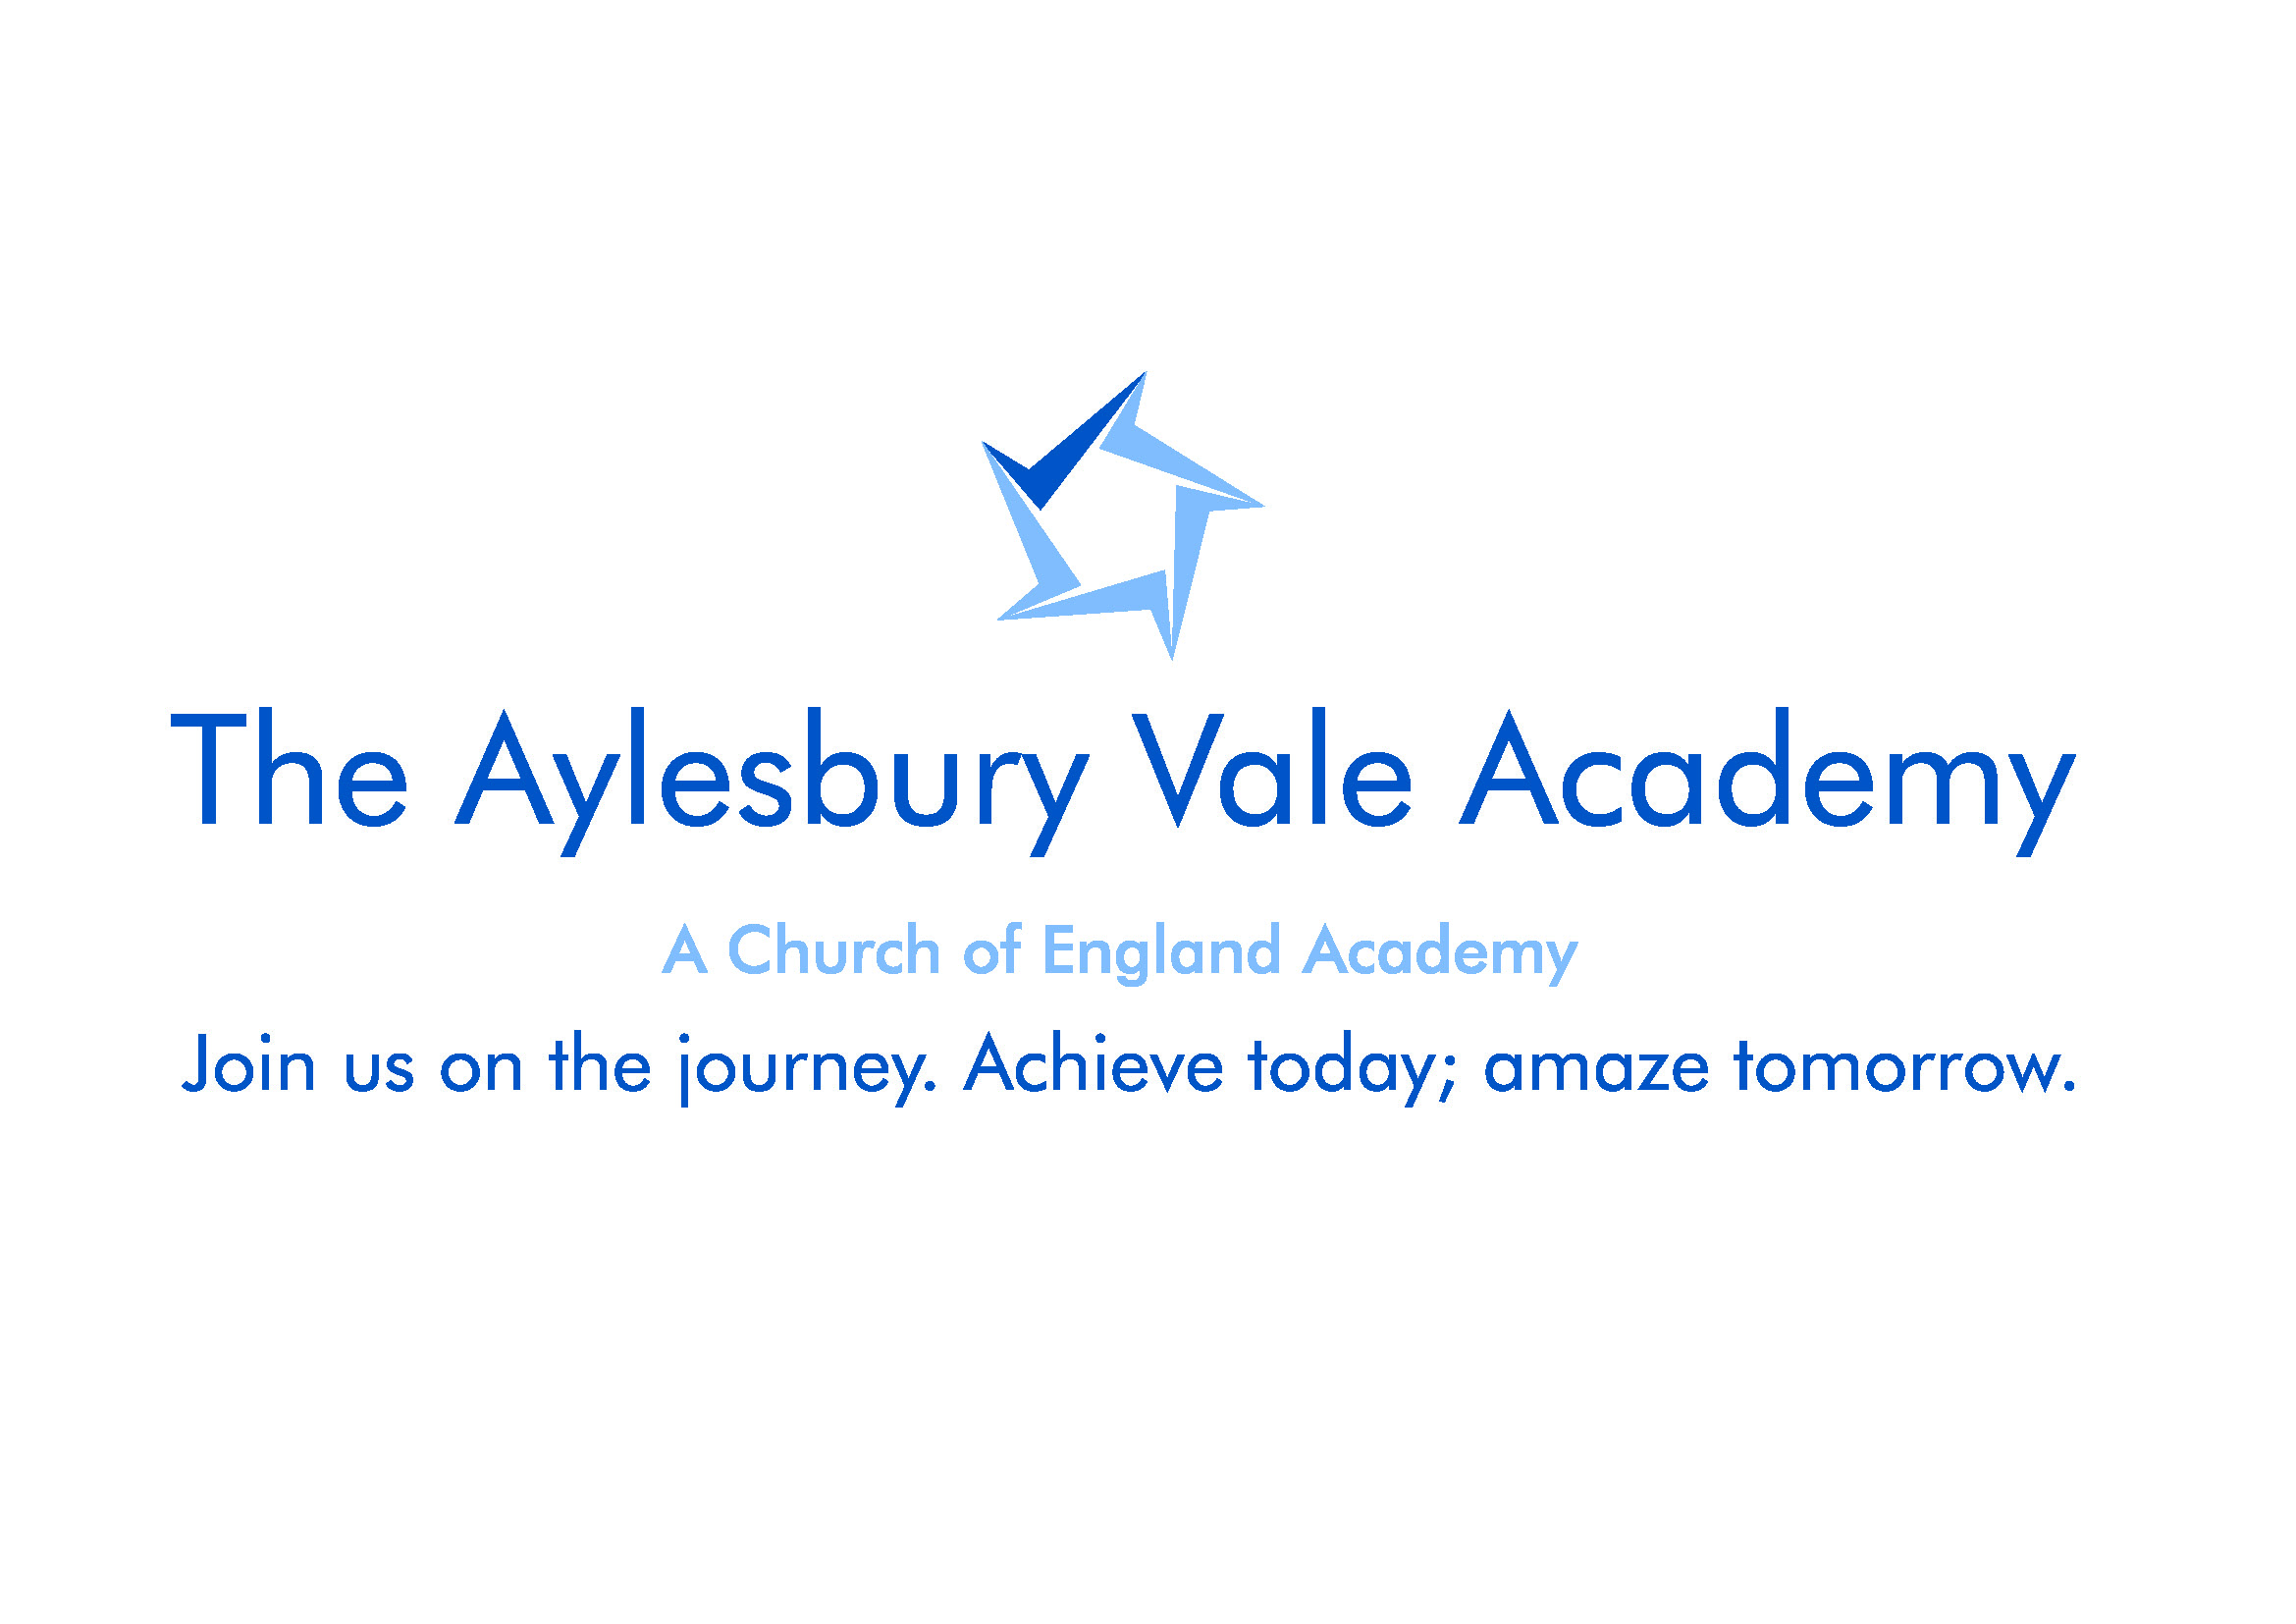 The Aylesbury Vale Academy
A Church of England Academy
Join us on the journey. Achieve today; amaze tomorrow.